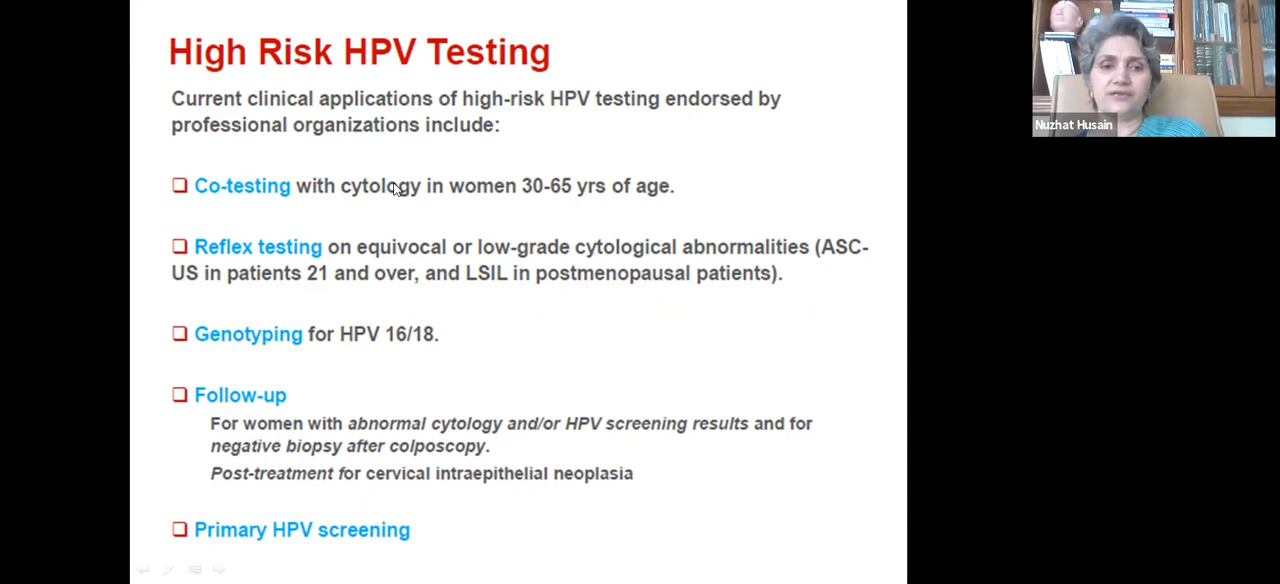 High Risk HPV Testing
Current clinical applications of high-risk HPV testing endorsed by
professional organizations include:
Co-testing with cytology in women 30-65 yrs of age.
Reflex testing on equivocal or low-grade cytological abnormalities (ASC-
US in patients 21 and over, and LSIL in postmenopausal patients).
Genotyping for HPV 16/18.
Follow-up
For women with abnormal cytology and/or HPV screening results and for
negative biopsy after colposcopy.
Post-treatment for cervical intraepithelial neoplasia
Primary HPV screening
Nuzhat Husain